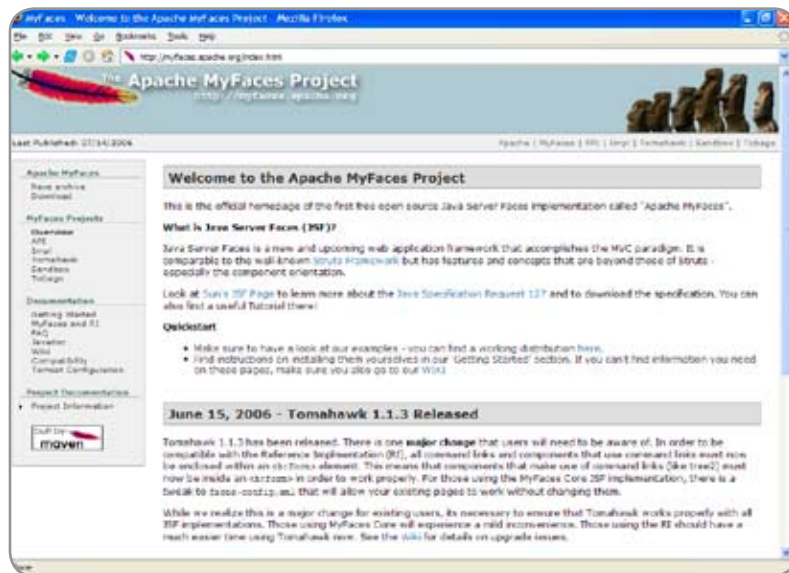 MyFaces - Welcome to the Apache MyFaces Project - Mozilla Firefox
File Edit View Go Bookmarks Tools Help
http://myfaces.apache.org/index.html
The Apache MyFaces Project
http://myfaces.apache.org
Last Published: 07/14/2006
Apache | MyFaces | API | Impl | Tomahawk | Sandbox | Tobago
Apache MyFaces
News archive
Download
MyFaces Projects
Overview
API
Impl
Tomahawk
Sandbox
Tobago
Documentation
Getting Started
MyFaces and RI
FAQ
Javadoc
Wiki
Compatibility
Tomcat Configuration
Project Documentation
Project Information
built by
maven
Welcome to the Apache MyFaces Project
This is the official homepage of the first free open source Java Server Faces implementation called "Apache MyFaces".
What is Java Server Faces (JSF)?
Java Server Faces is a new and upcoming web application framework that accomplishes the MVC paradigm. It is
comparable to the well-known Struts Framework but has features and concepts that are beyond those of Struts -
especially the component orientation.
Look at Sun's JSF Page to learn more about the Java Specification Request 127 and to download the specification. You can
also find a useful Tutorial there!
Quickstart
• Make sure to have a look at our examples - you can find a working distribution here.
• Find instructions on installing them yourselves in our 'Getting Started' section. If you can't find information you need
on these pages, make sure you also go to our Wiki!
June 15, 2006 - Tomahawk 1.1.3 Released
Tomahawk 1.1.3 has been released. There is one major change that users will need to be aware of. In order to be
compatible with the Reference Implmentation (RI), all command links and components that use command links must now
be enclosed within an <h:form> element. This means that components that make use of command links (like tree2) must
now be inside an <h:form> in order to work properly. For those using the MyFaces Core JSF implementation, there is a
tweak to faces-config.xml that will allow your existing pages to work without changing them.
While we realize this is a major change for existing users, its necessary to ensure that Tomahawk works properly with all
JSF implementations. Those using MyFaces Core will experience a mild inconvenience. Those using the RI should have a
much easier time using Tomahawk now. See the Wiki for details on upgrade issues.
Done